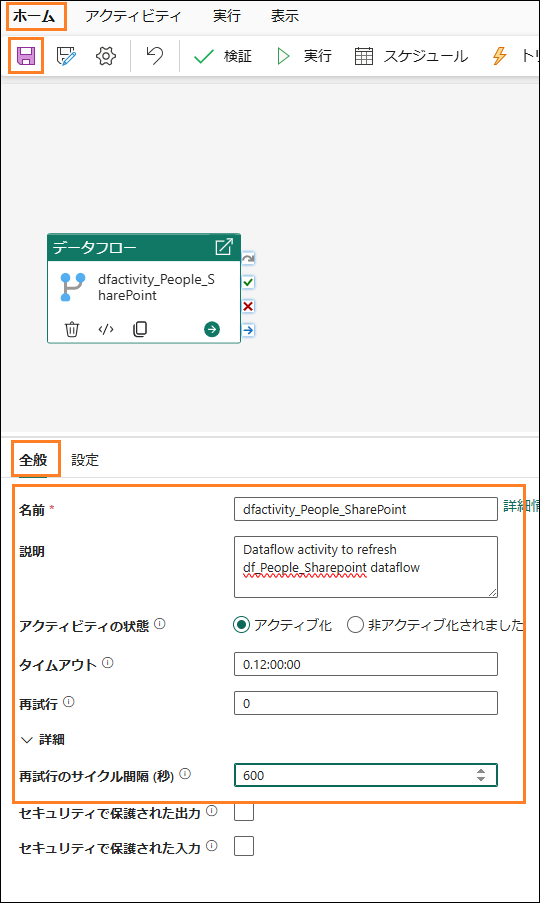 ホーム アクティビティ 実行 表示
検証 実行 スケジュール
データフロー
dfactivity_People_S
harePoint
全般 設定
名前 * dfactivity_People_SharePoint
説明 Dataflow activity to refresh
df_People_Sharepoint dataflow
アクティビティの状態 アクティブ化 非アクティブ化されました
タイムアウト 0.12:00:00
再試行 0
詳細
再試行のサイクル間隔 (秒) 600
セキュリティで保護された出力
セキュリティで保護された入力